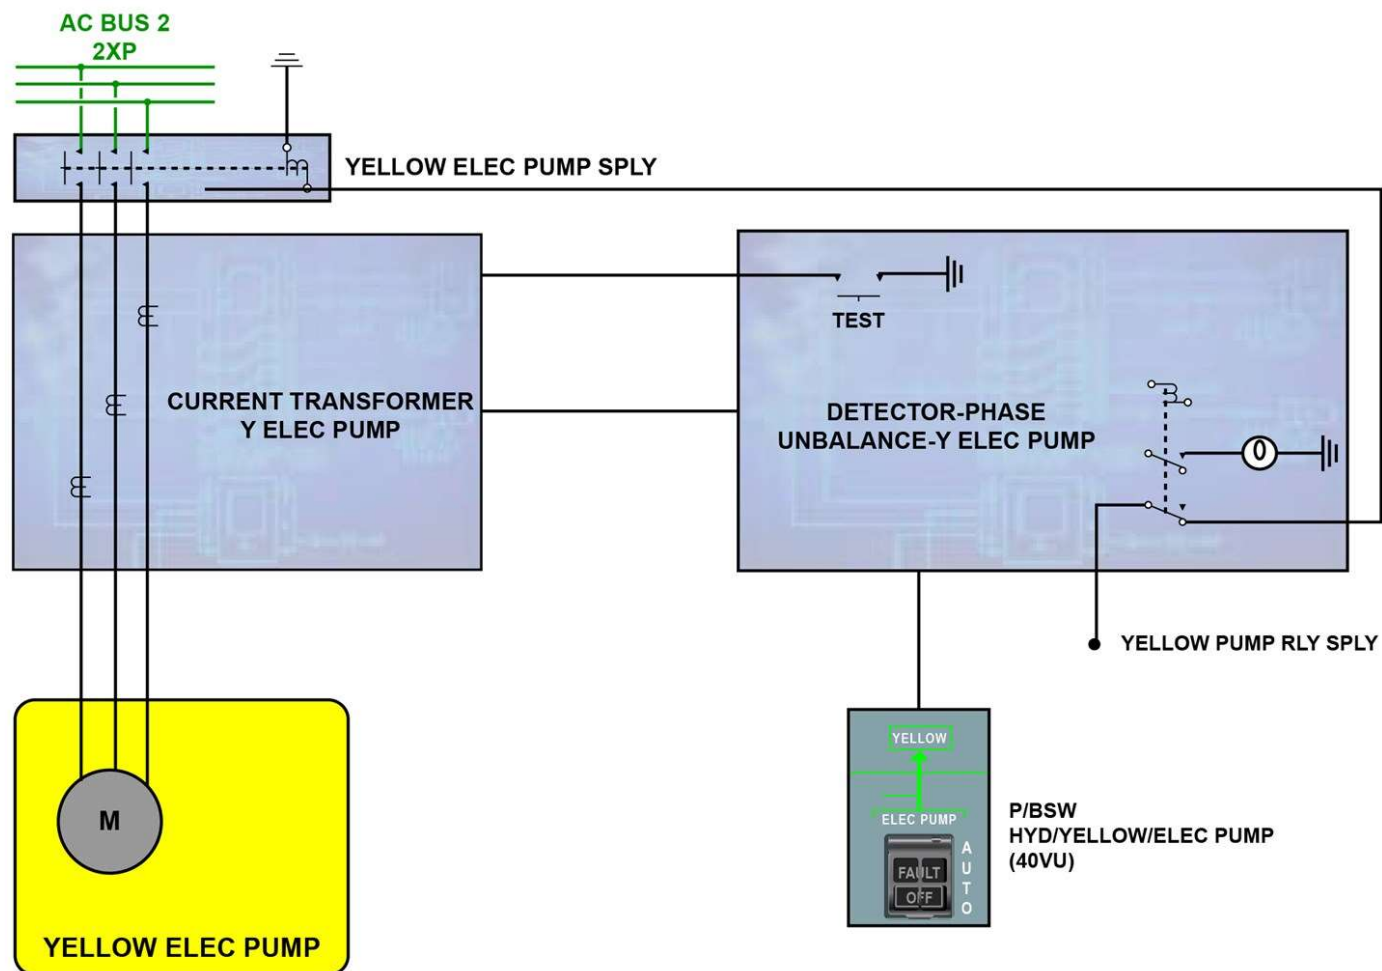 AC BUS 2
2XP
YELLOW ELEC PUMP SPLY
CURRENT TRANSFORMER
Y ELEC PUMP
TEST
DETECTOR-PHASE
UNBALANCE-Y ELEC PUMP
YELLOW PUMP RLY SPLY
YELLOW
ELEC PUMP
FAULT
OFF
AUTO
P/BSW
HYD/YELLOW/ELEC PUMP
(40VU)
M
YELLOW ELEC PUMP